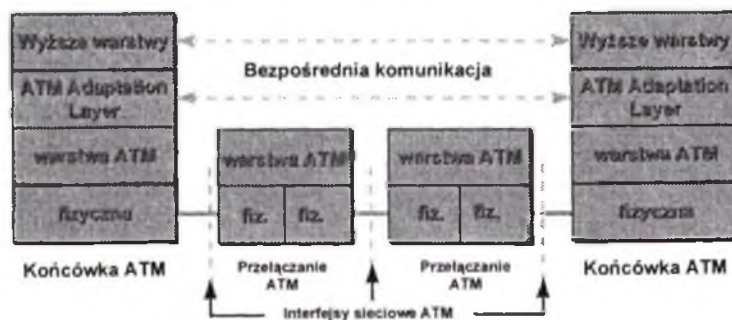 Wyższe warstwy
ATM Adaptation
Layer
warstwa ATM
fizyczna
Końcówka ATM
Bezpośrednia komunikacja
warstwa ATM
fiz. fiz.
Przełączanie
ATM
warstwa ATM
fiz. fiz.
Przełączanie
ATM
Wyższe warstwy
ATM Adaptation
Layer
warstwa ATM
fizyczna
Końcówka ATM
Interfejsy sieciowe ATM